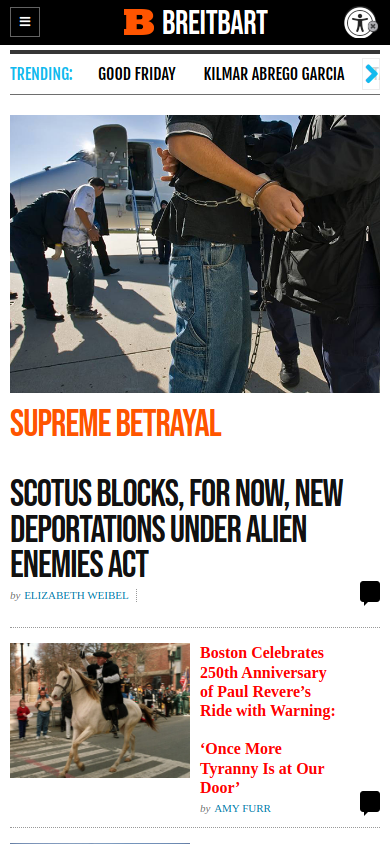 B BREITBART
TRENDING: GOOD FRIDAY KILMAR ABREGO GARCIA
SUPREME BETRAYAL
SCOTUS BLOCKS, FOR NOW, NEW
DEPORTATIONS UNDER ALIEN
ENEMIES ACT
by ELIZABETH WEIBEL
Boston Celebrates
250th Anniversary
of Paul Revere’s
Ride with Warning:
‘Once More
Tyranny Is at Our
Door’
by AMY FURR